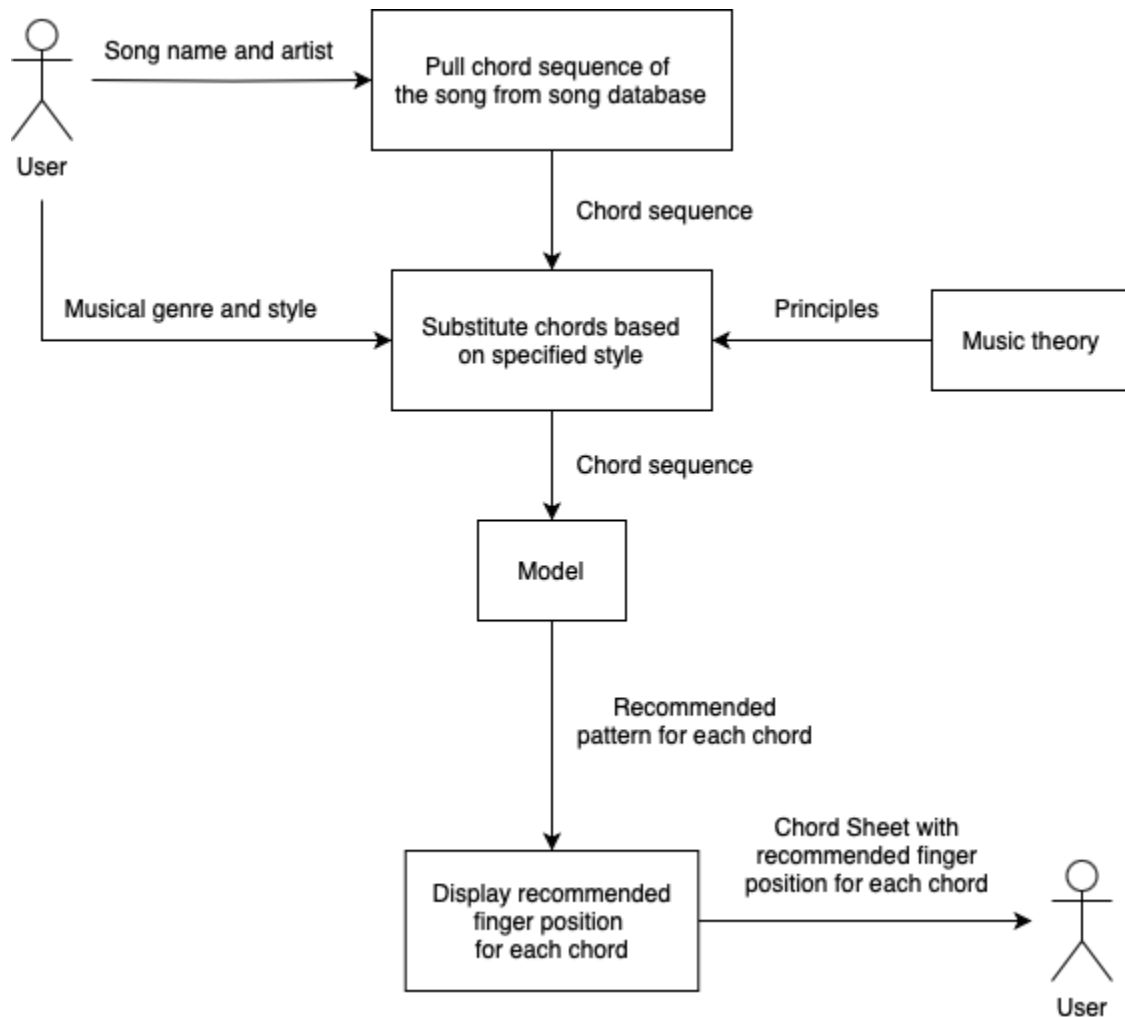 Song name and artist
Pull chord sequence of
the song from song database
User
Chord sequence
Musical genre and style
Substitute chords based
on specified style
Principles
Music theory
Chord sequence
Model
Recommended
pattern for each chord
Display recommended
finger position
for each chord
Chord Sheet with
recommended finger
position for each chord
User